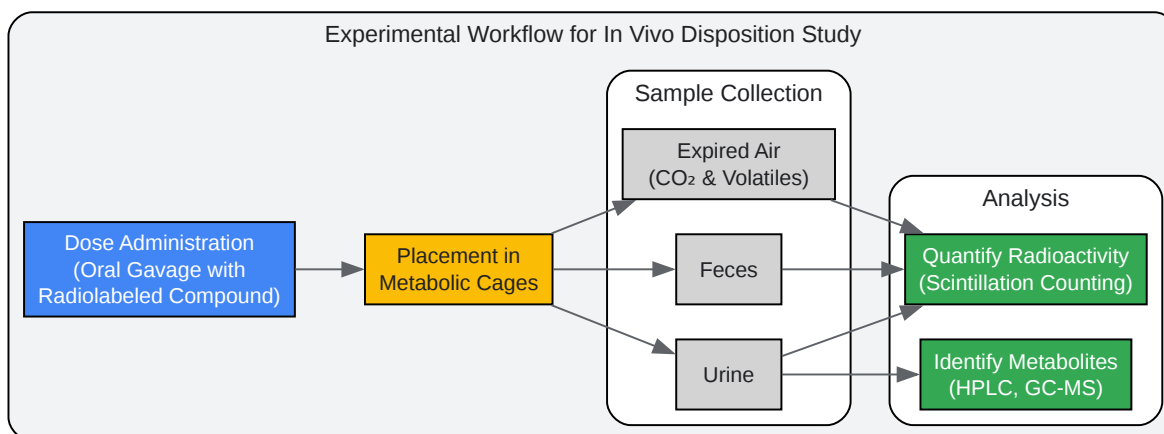 Experimental Workflow for In Vivo Disposition Study
Sample Collection
Expired Air
(CO₂ & Volatiles)
Analysis
Dose Administration
(Oral Gavage with
Radiolabeled Compound)
Placement in
Metabolic Cages
Feces
Quantify Radioactivity
(Scintillation Counting)
Urine
Identify Metabolites
(HPLC, GC-MS)